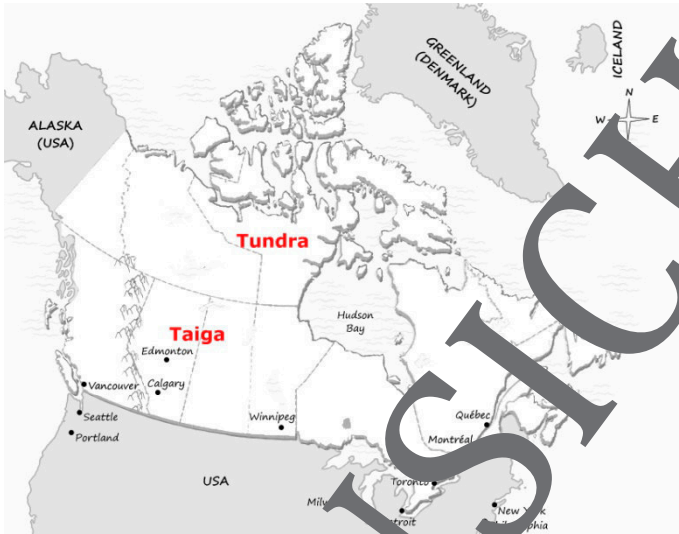 GREENLAND
(DENMARK)
ICELAND
N
W
E
ALASKA
(USA)
Tundra
Hudson
Bay
Taiga
Edmonton
Vancouver
Calgary
Seattle
Winnipeg
Québec
Portland
Montréal
USA
Toronto
New York